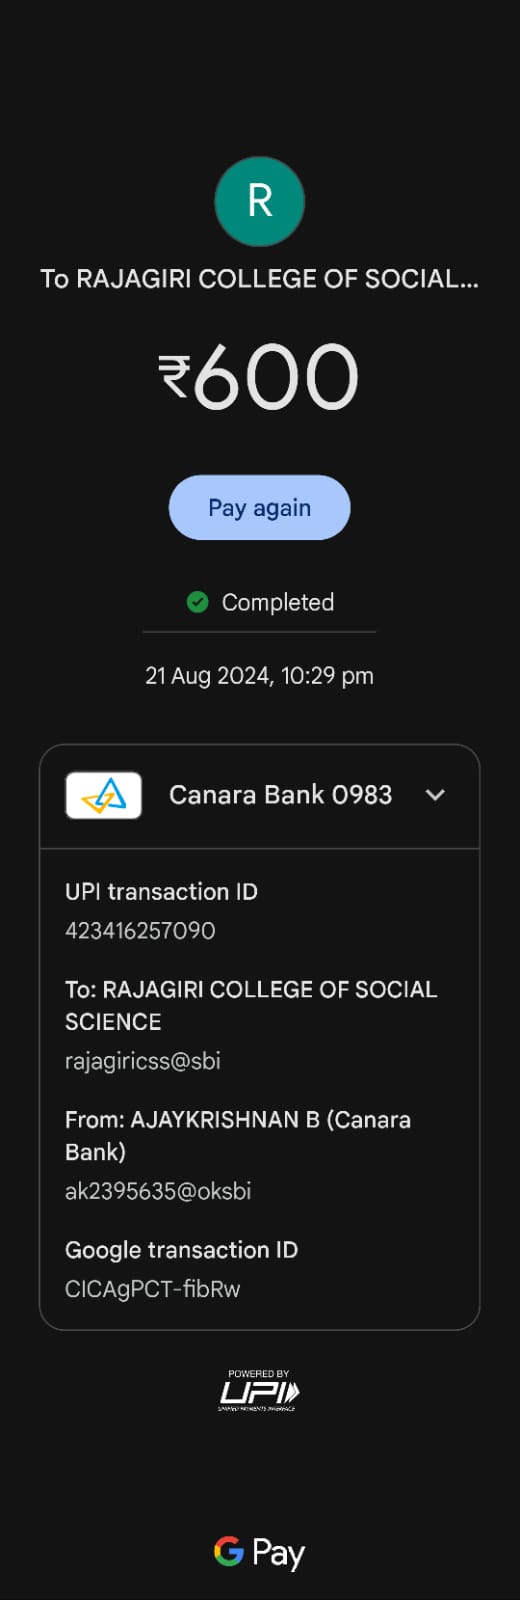 R
To RAJAGIRI COLLEGE OF SOCIAL...
₹600
Pay again
Completed
21 Aug 2024, 10:29 pm
Canara Bank 0983
UPI transaction ID
423416257090
To: RAJAGIRI COLLEGE OF SOCIAL
SCIENCE
rajagiricss@sbi
From: AJAYKRISHNAN B (Canara
Bank)
ak2395635@oksbi
Google transaction ID
CICAgPCT-fibRw
POWERED BY
UPI
UNIFIED PAYMENTS INTERFACE
G Pay